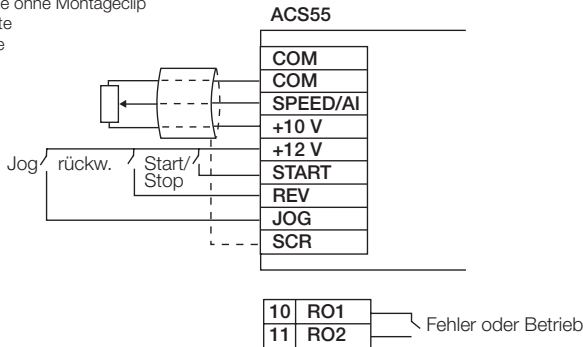 e ohne Montageclip
te
e
ACS55
COM
COM
SPEED/AI
+10 V
+12 V
START
REV
JOG
SCR
Jog rückw. Start/
Stop
10 RO1
11 RO2
Fehler oder Betrieb